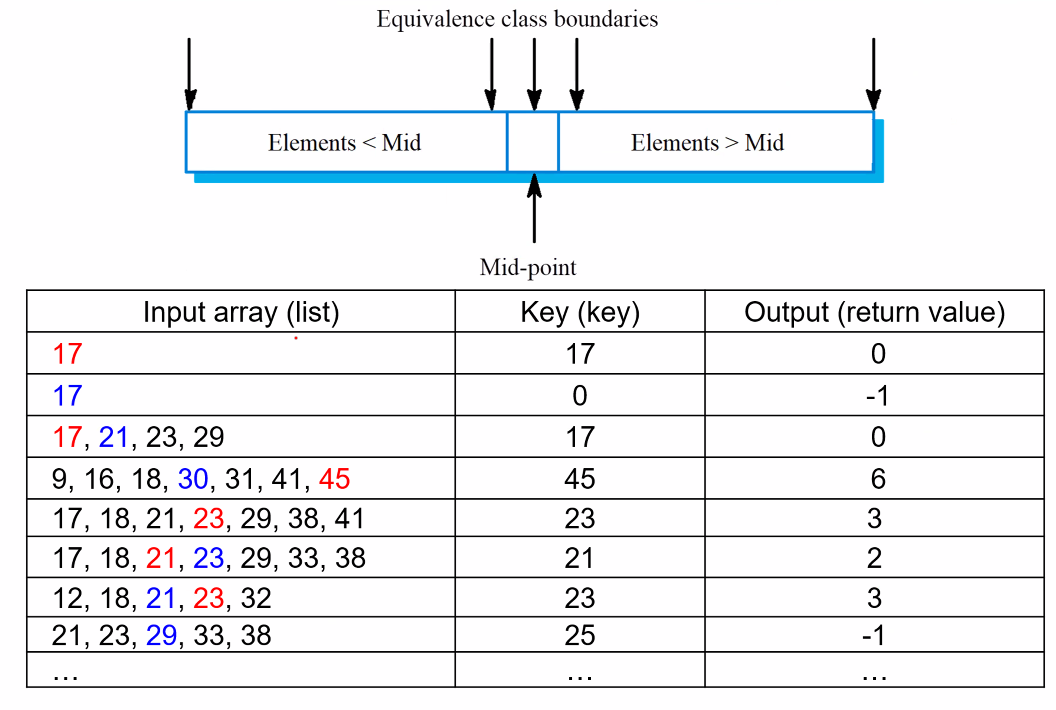 Equivalence class boundaries
Elements < Mid
Elements > Mid
Mid-point
Input array (list) Key (key) Output (return value)
17 17 0
17 0 -1
17, 21, 23, 29 17 0
9, 16, 18, 30, 31, 41, 45 45 6
17, 18, 21, 23, 29, 38, 41 23 3
17, 18, 21, 23, 29, 33, 38 21 2
12, 18, 21, 23, 32 23 3
21, 23, 29, 33, 38 25 -1
… … …